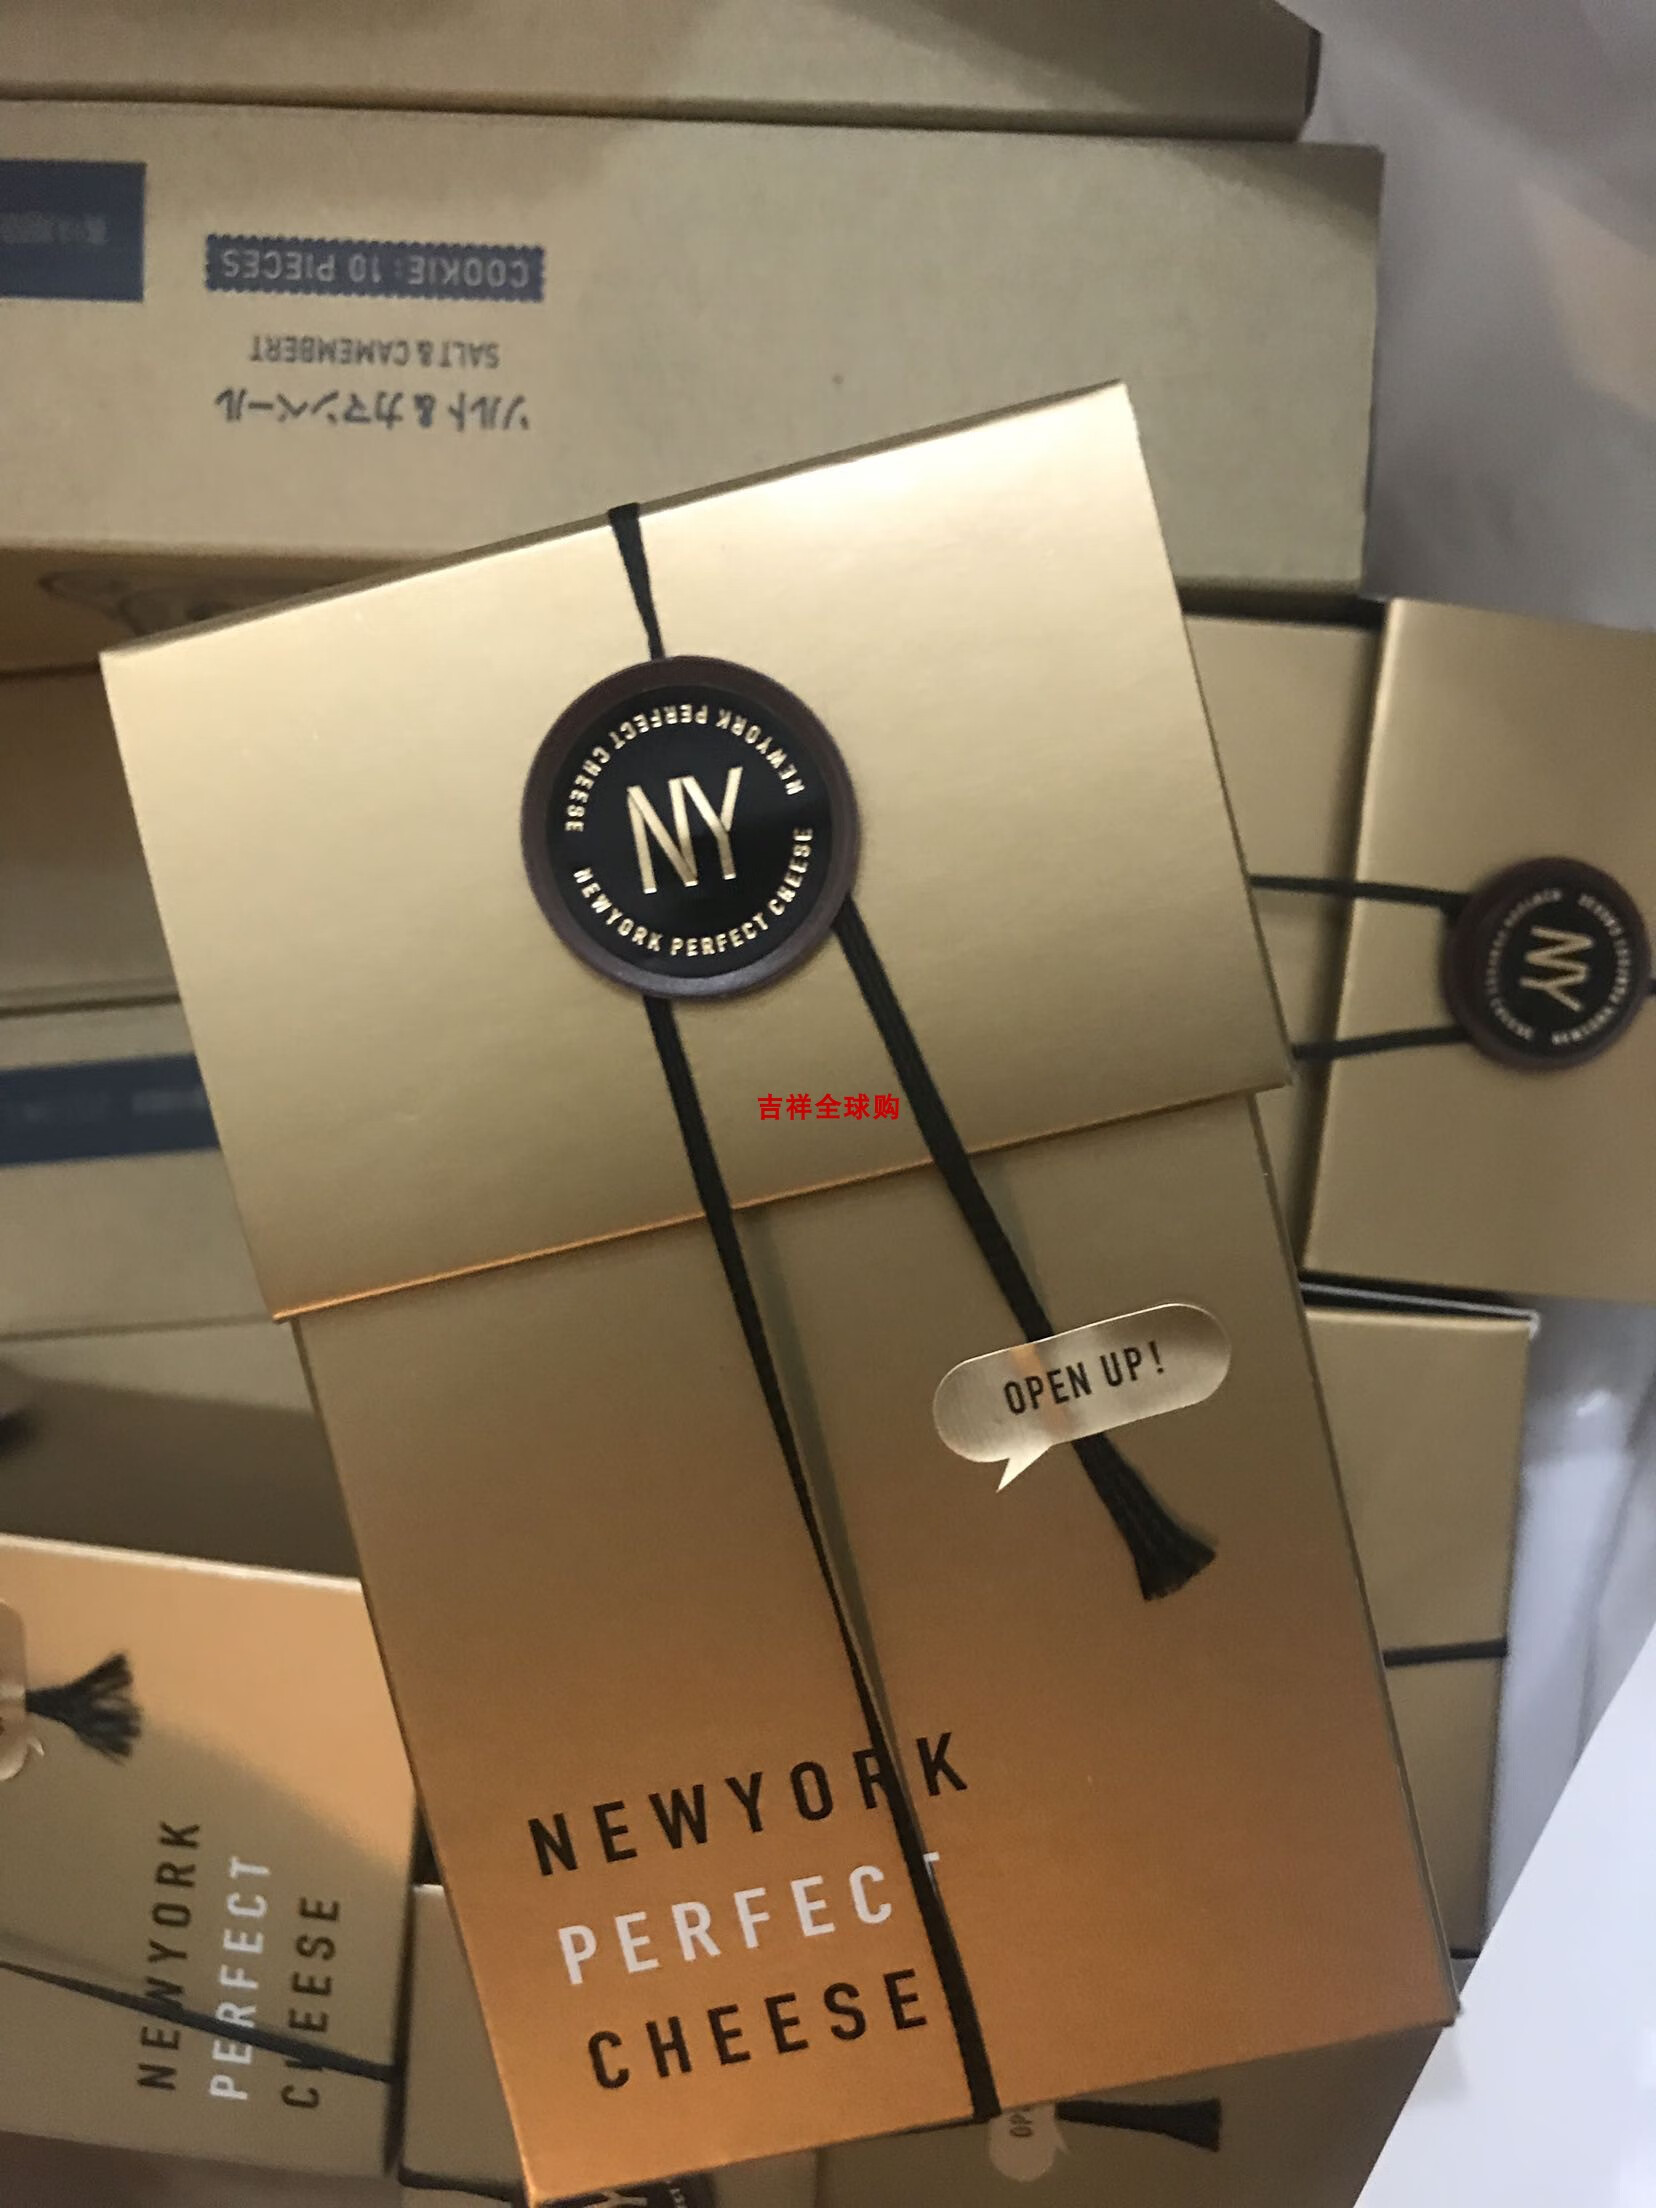 COOKIE: 10 PIECES
SALT & CAMEMBERT
ソルト & カマンベール
NEWYORK PERFECT CHEESE
NY
NEWYORK PERFECT CHEESE
NY
吉祥全球购
OPEN UP!
NEWYORK
PERFECT
CHEESE
NEWYORK
PERFECT
CHEESE